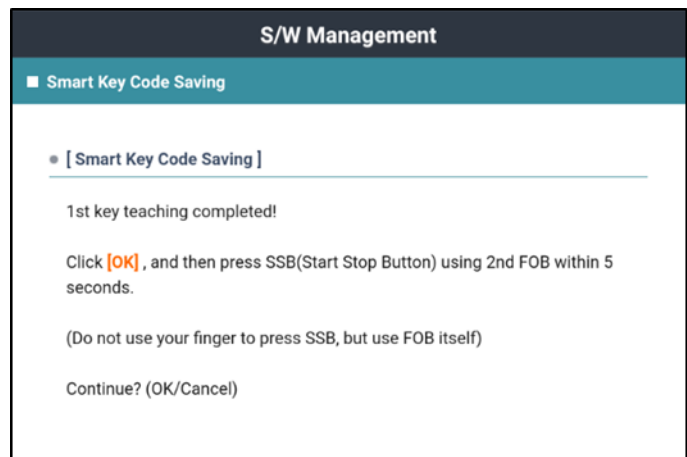 S/W Management
Smart Key Code Saving
[ Smart Key Code Saving ]
1st key teaching completed!
Click [OK] , and then press SSB(Start Stop Button) using 2nd FOB within 5
seconds.
(Do not use your finger to press SSB, but use FOB itself)
Continue? (OK/Cancel)